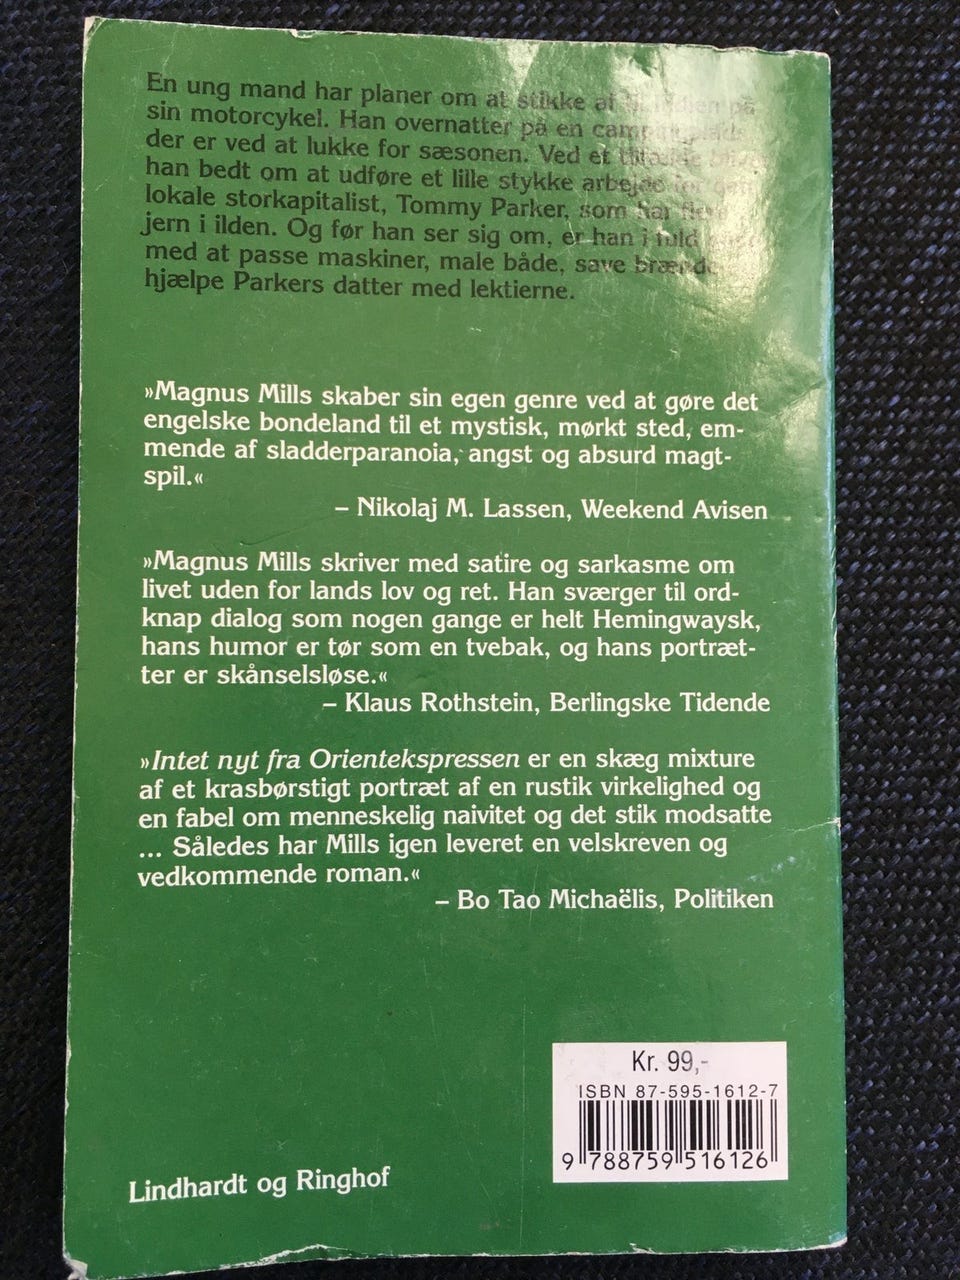 En ung mand har planer om at stikke af til Indien på
sin motorcykel. Han overnatter på en campingplads
der er ved at lukke for sæsonen. Ved et
han bedt om at udføre et lille stykke arbejde for den
lokale storkapitalist, Tommy Parker, som har flere
jern i ilden. Og før han ser sig om, er han i fuld
med at passe maskiner, male både, save brænde
hjælpe Parkers datter med lektierne.
»Magnus Mills skaber sin egen genre ved at gøre det
engelske bondeland til et mystisk, mørkt sted, em-
mende af sladderparanoia, angst og absurd magt-
spil.«
– Nikolaj M. Lassen, Weekend Avisen
»Magnus Mills skriver med satire og sarkasme om
livet uden for lands lov og ret. Han sværger til ord-
knap dialog som nogen gange er helt Hemingwaysk,
hans humor er tør som en tvebak, og hans portræt-
ter er skånselsløse.«
– Klaus Rothstein, Berlingske Tidende
»Intet nyt fra Orientekspressen er en skæg mixture
af et krasbørstigt portræt af en rustik virkelighed og
en fabel om menneskelig naivitet og det stik modsatte
... Således har Mills igen leveret en velskreven og
vedkommende roman.«
– Bo Tao Michaëlis, Politiken
Kr. 99,-
ISBN 87-595-1612-7
9 788759 516126
Lindhardt og Ringhof